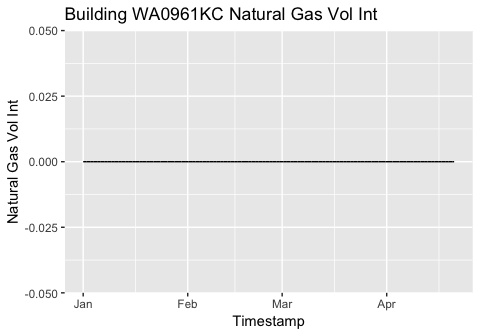 Building WA0961KC Natural Gas Vol Int
0.050
0.025
0.000
-0.025
-0.050
Natural Gas Vol Int
Jan Feb Mar Apr
Timestamp